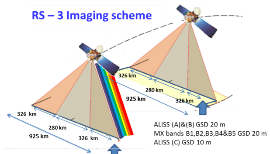 RS – 3 Imaging scheme
326 km
280 km
326 km
925 km
326 km
280 km
326 km
925 km
ALISS (A)&(B) GSD 20 m
MX bands B1,B2,B3,B4&B5 GSD 20 m
ALISS (C) GSD 10 m